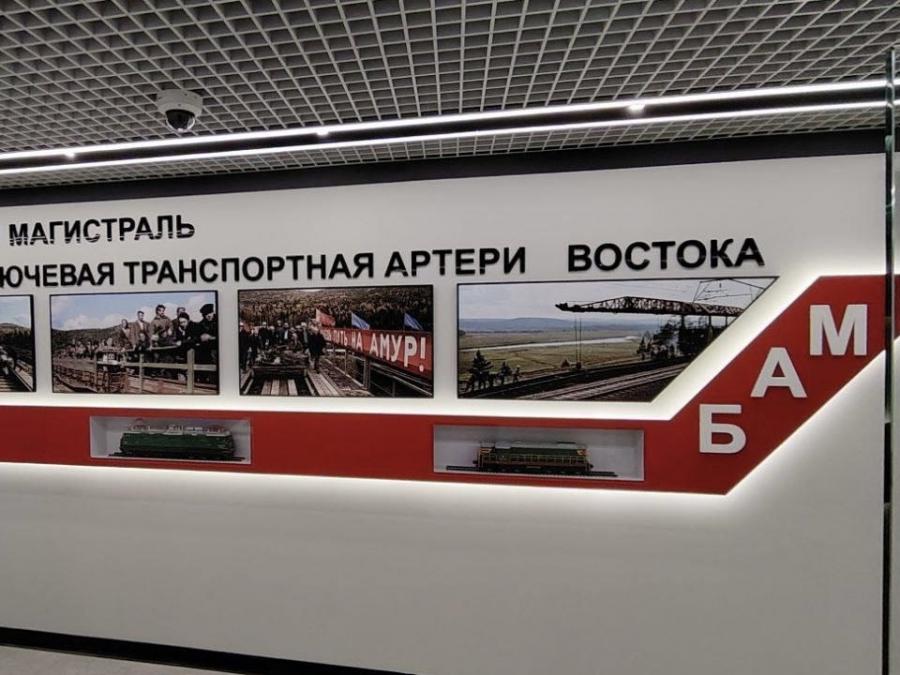 МАГИСТРАЛЬ
ЮЧЕВАЯ ТРАНСПОРТНАЯ АРТЕРИ ВОСТОКА
НА АМУР!
БАМ